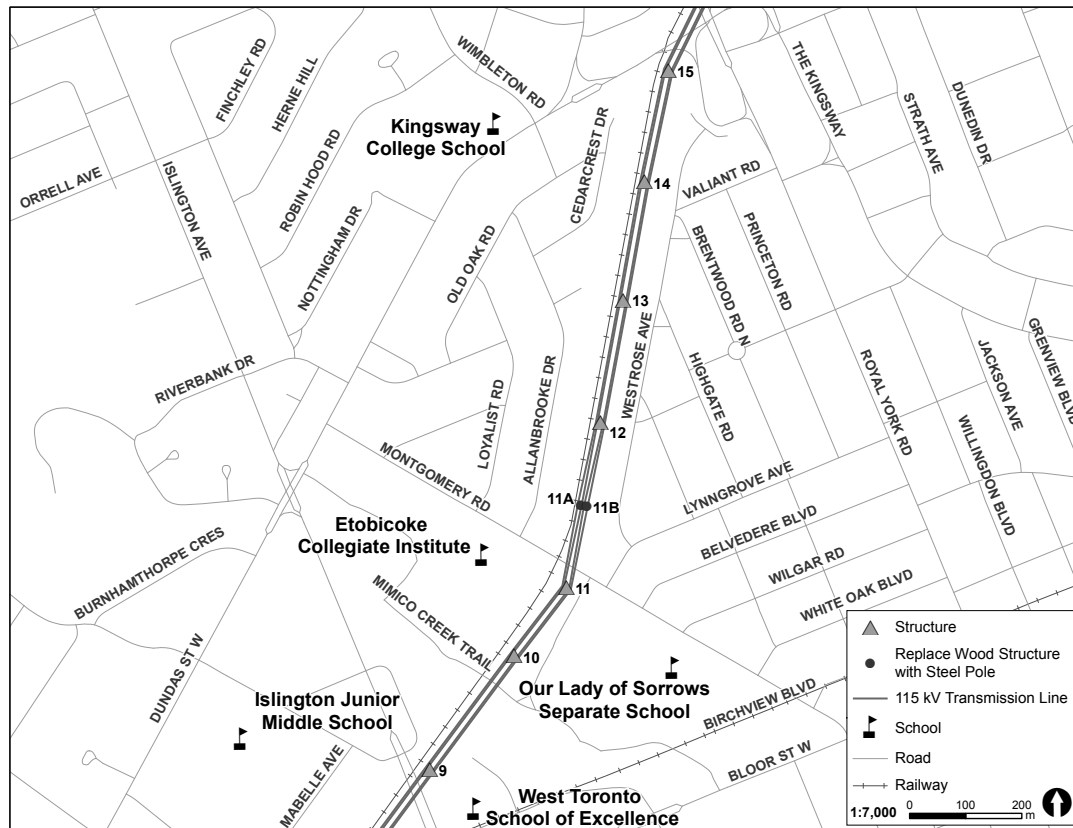 FINCHLEY RD
HERNE HILL
WIMBLETON RD
THE KINGSWAY
STRATH AVE
DUNEDIN DR
15
Kingsway
College School
ORRELL AVE
ISLINGTON AVE
ROBIN HOOD RD
CEDARCREST DR
14
VALIANT RD
NOTTINGHAM DR
OLD OAK RD
BRENTWOOD RD N
PRINCETON RD
13
WESTROSE AVE
RIVERBANK DR
LOYALIST RD
ALLANBROOKE DR
HIGHGATE RD
ROYAL YORK RD
JACKSON AVE
GRENVIEW BLVD
12
MONTGOMERY RD
WILLINGDON BLVD
LYNNGROVE AVE
11A
11B
BELVEDERE BLVD
Etobicoke
Collegiate Institute
WILGAR RD
BURNHAMTHORPE CRES
MIMICO CREEK TRAIL
11
WHITE OAK BLVD
10
DUNDAS ST W
Our Lady of Sorrows
Separate School
Islington Junior
Middle School
BIRCHVIEW BLVD
BLOOR ST W
MABELLE AVE
9
West Toronto
School of Excellence
Structure
Replace Wood Structure
with Steel Pole
115 kV Transmission Line
School
Road
Railway
1:7,000
0 100 200
m